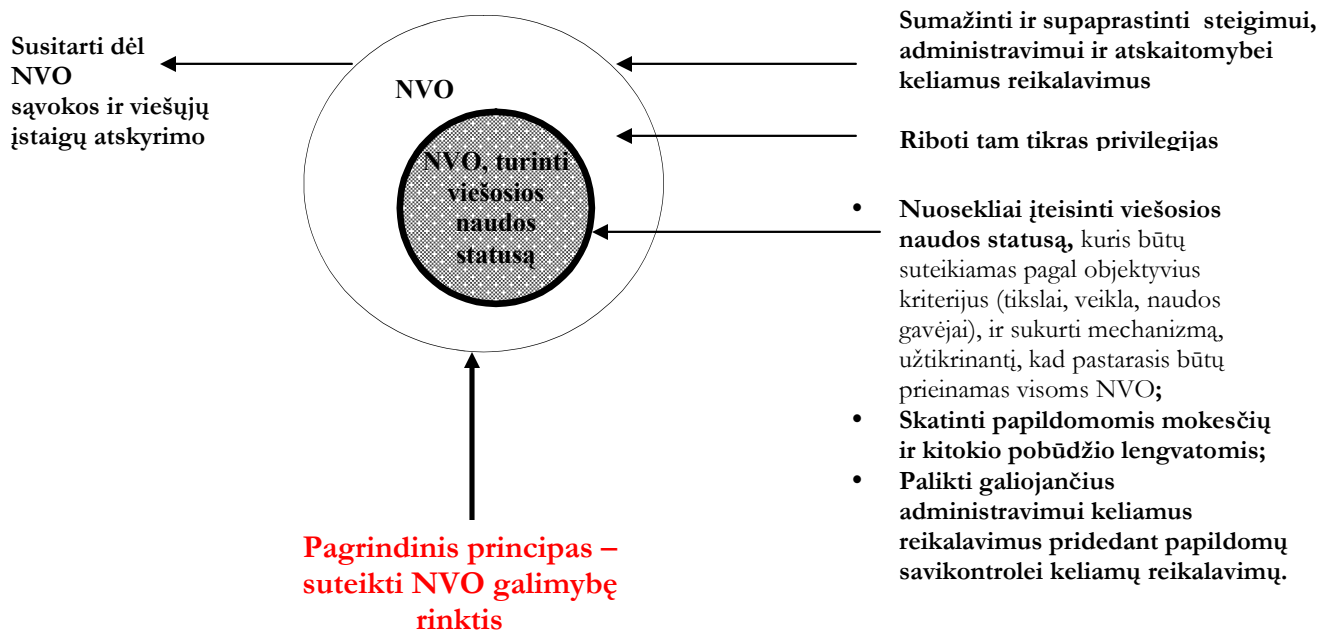 Susitarti dėl
NVO
sąvokos ir viešųjų
įstaigų atskyrimo
NVO
NVO, turinti
viešosios
naudos
statusą
Sumažinti ir supaprastinti steigimui,
administravimui ir atskaitomybei
keliamus reikalavimus
Riboti tam tikras privilegijas
• Nuosekliai įteisinti viešosios
naudos statusą, kuris būtų
suteikiamas pagal objektyvius
kriterijus (tikslai, veikla, naudos
gavėjai), ir sukurti mechanizmą,
užtikrinantį, kad pastarasis būtų
prieinamas visoms NVO;
• Skatinti papildomomis mokesčių
ir kitokio pobūdžio lengvatomis;
• Palikti galiojančius
administravimui keliamus
reikalavimus pridedant papildomų
savikontrolei keliamų reikalavimų.
Pagrindinis principas –
suteikti NVO galimybę
rinktis